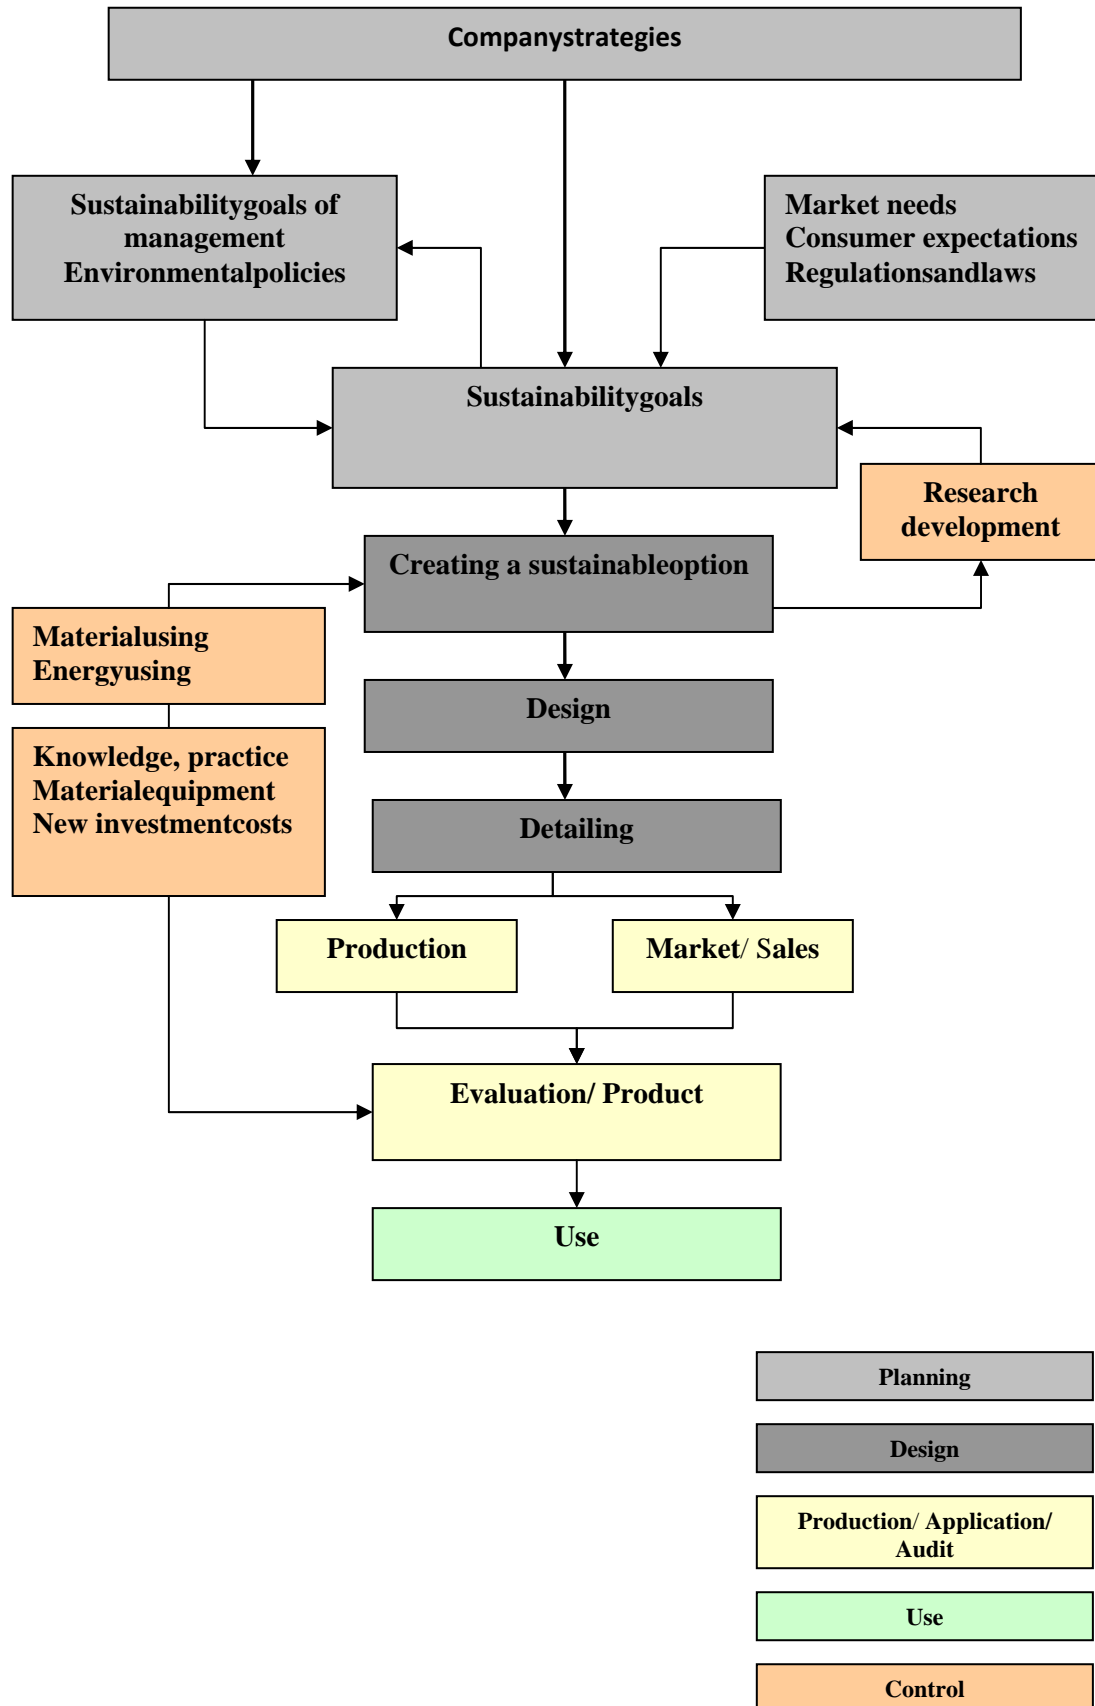 Companystrategies
Sustainabilitygoals of
management
Environmentalpolicies
Market needs
Consumer expectations
Regulationsandlaws
Sustainabilitygoals
Research
development
Creating a sustainableoption
Materialusing
Energyusing
Design
Knowledge, practice
Materialequipment
New investmentcosts
Detailing
Production
Market/ Sales
Evaluation/ Product
Use
Planning
Design
Production/ Application/
Audit
Use
Control